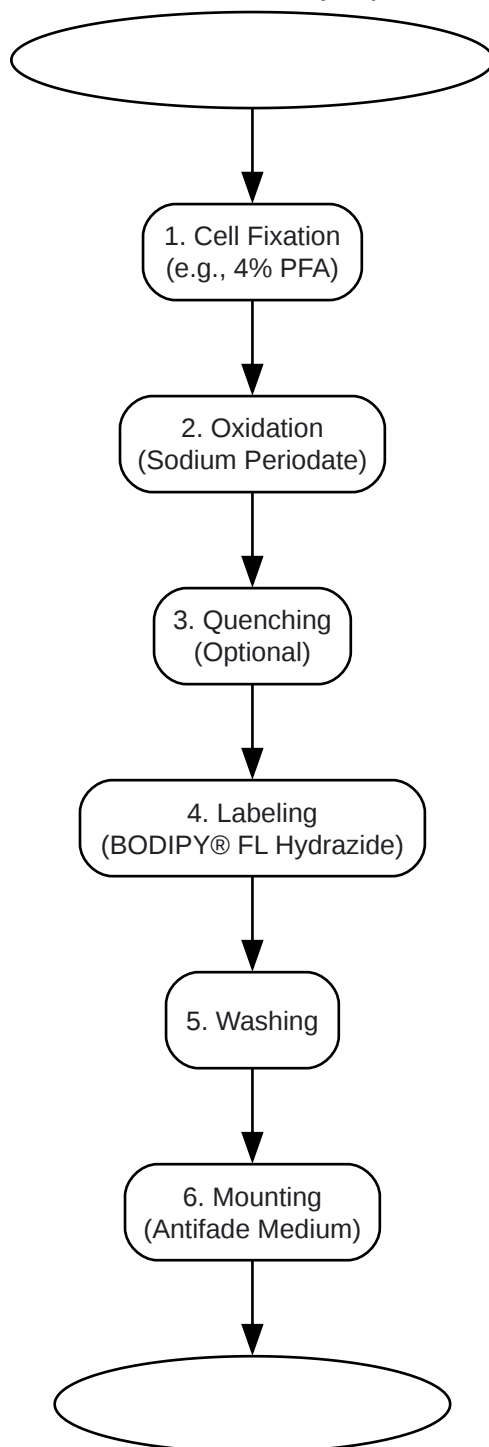 1. Cell Fixation
(e.g., 4% PFA)
2. Oxidation
(Sodium Periodate)
3. Quenching
(Optional)
4. Labeling
(BODIPY® FL Hydrazide)
5. Washing
6. Mounting
(Antifade Medium)